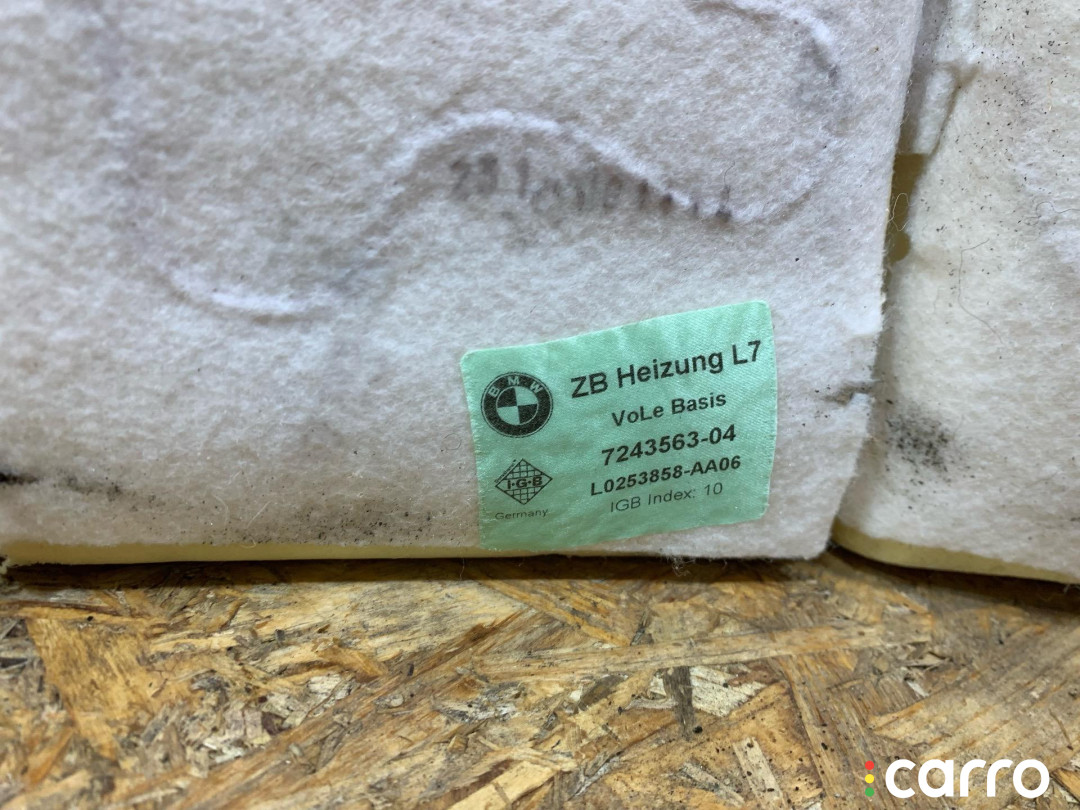 BMW
ZB Heizung L7
VoLe Basis
7243563-04
L0253858-AA06
IGB Index: 10
I·G·B
Germany
carro